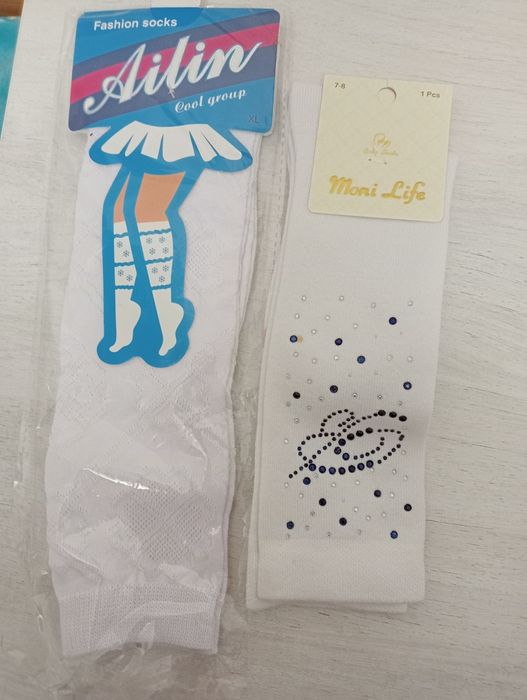 Fashion socks
Ailin
Cool group
XL
7-8
1 Pcs
Moni Life